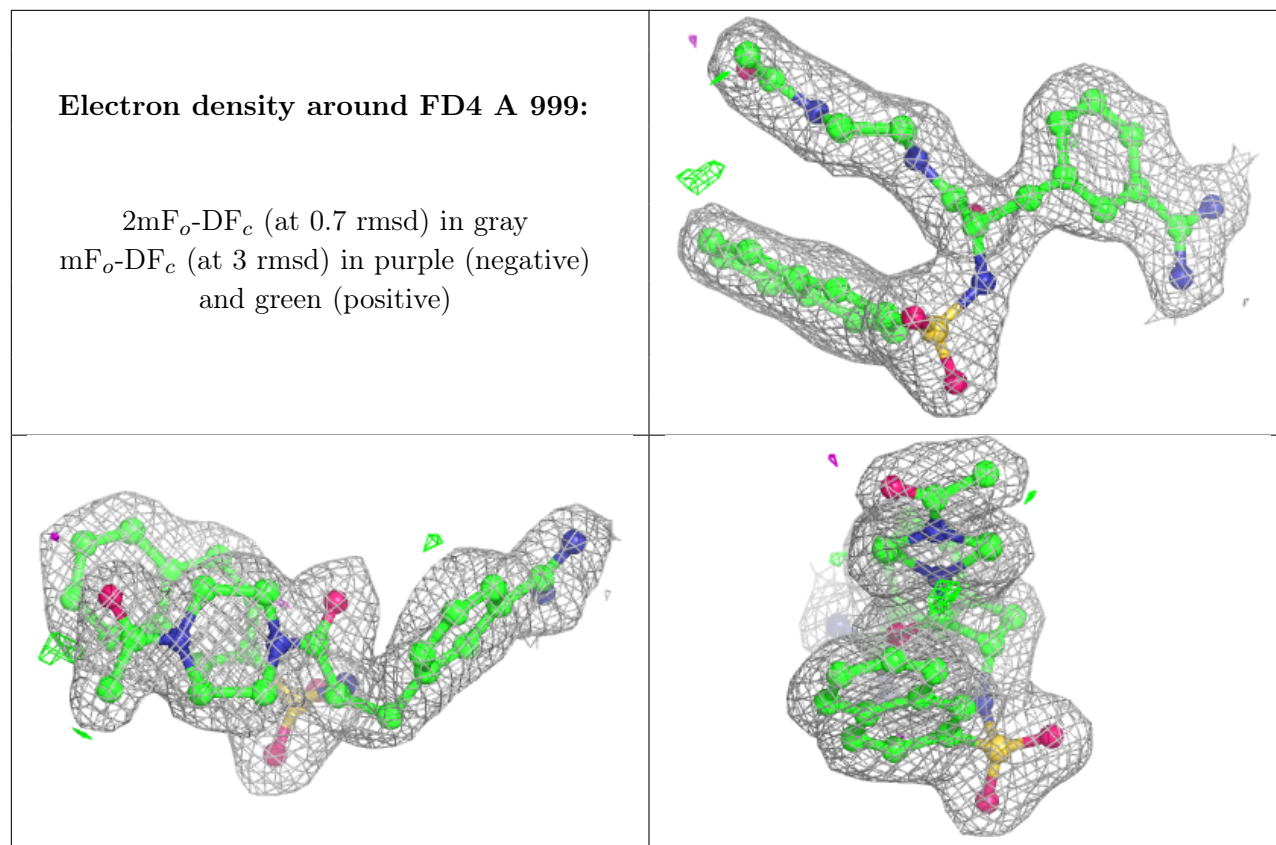 Electron density around FD4 A 999:
2mFo-DFc (at 0.7 rmsd) in gray
mFo-DFc (at 3 rmsd) in purple (negative)
and green (positive)